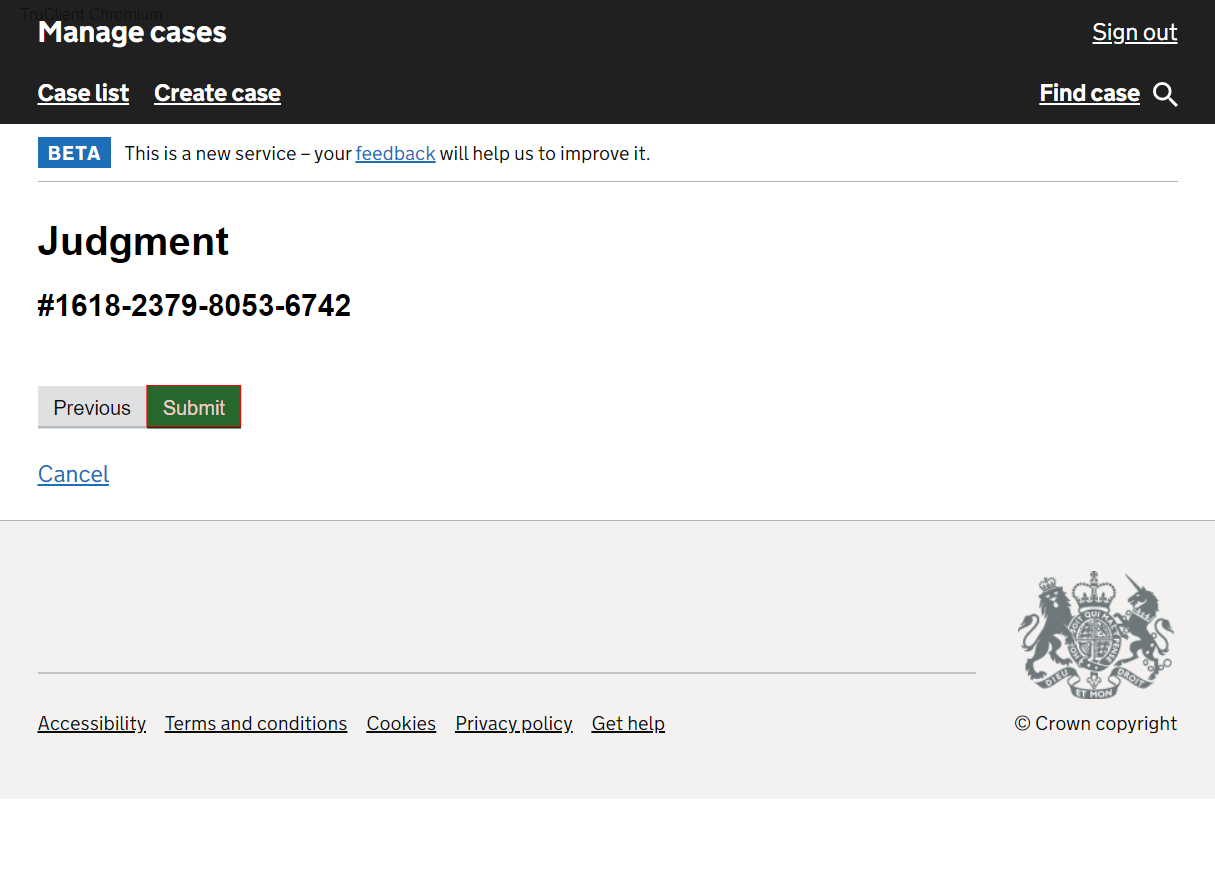 TruClient Chromium
Manage cases
Sign out
Case list Create case
Find case
BETA This is a new service – your feedback will help us to improve it.
Judgment
#1618-2379-8053-6742
Previous Submit
Cancel
DIEU ET MON DROIT
Accessibility Terms and conditions Cookies Privacy policy Get help
© Crown copyright